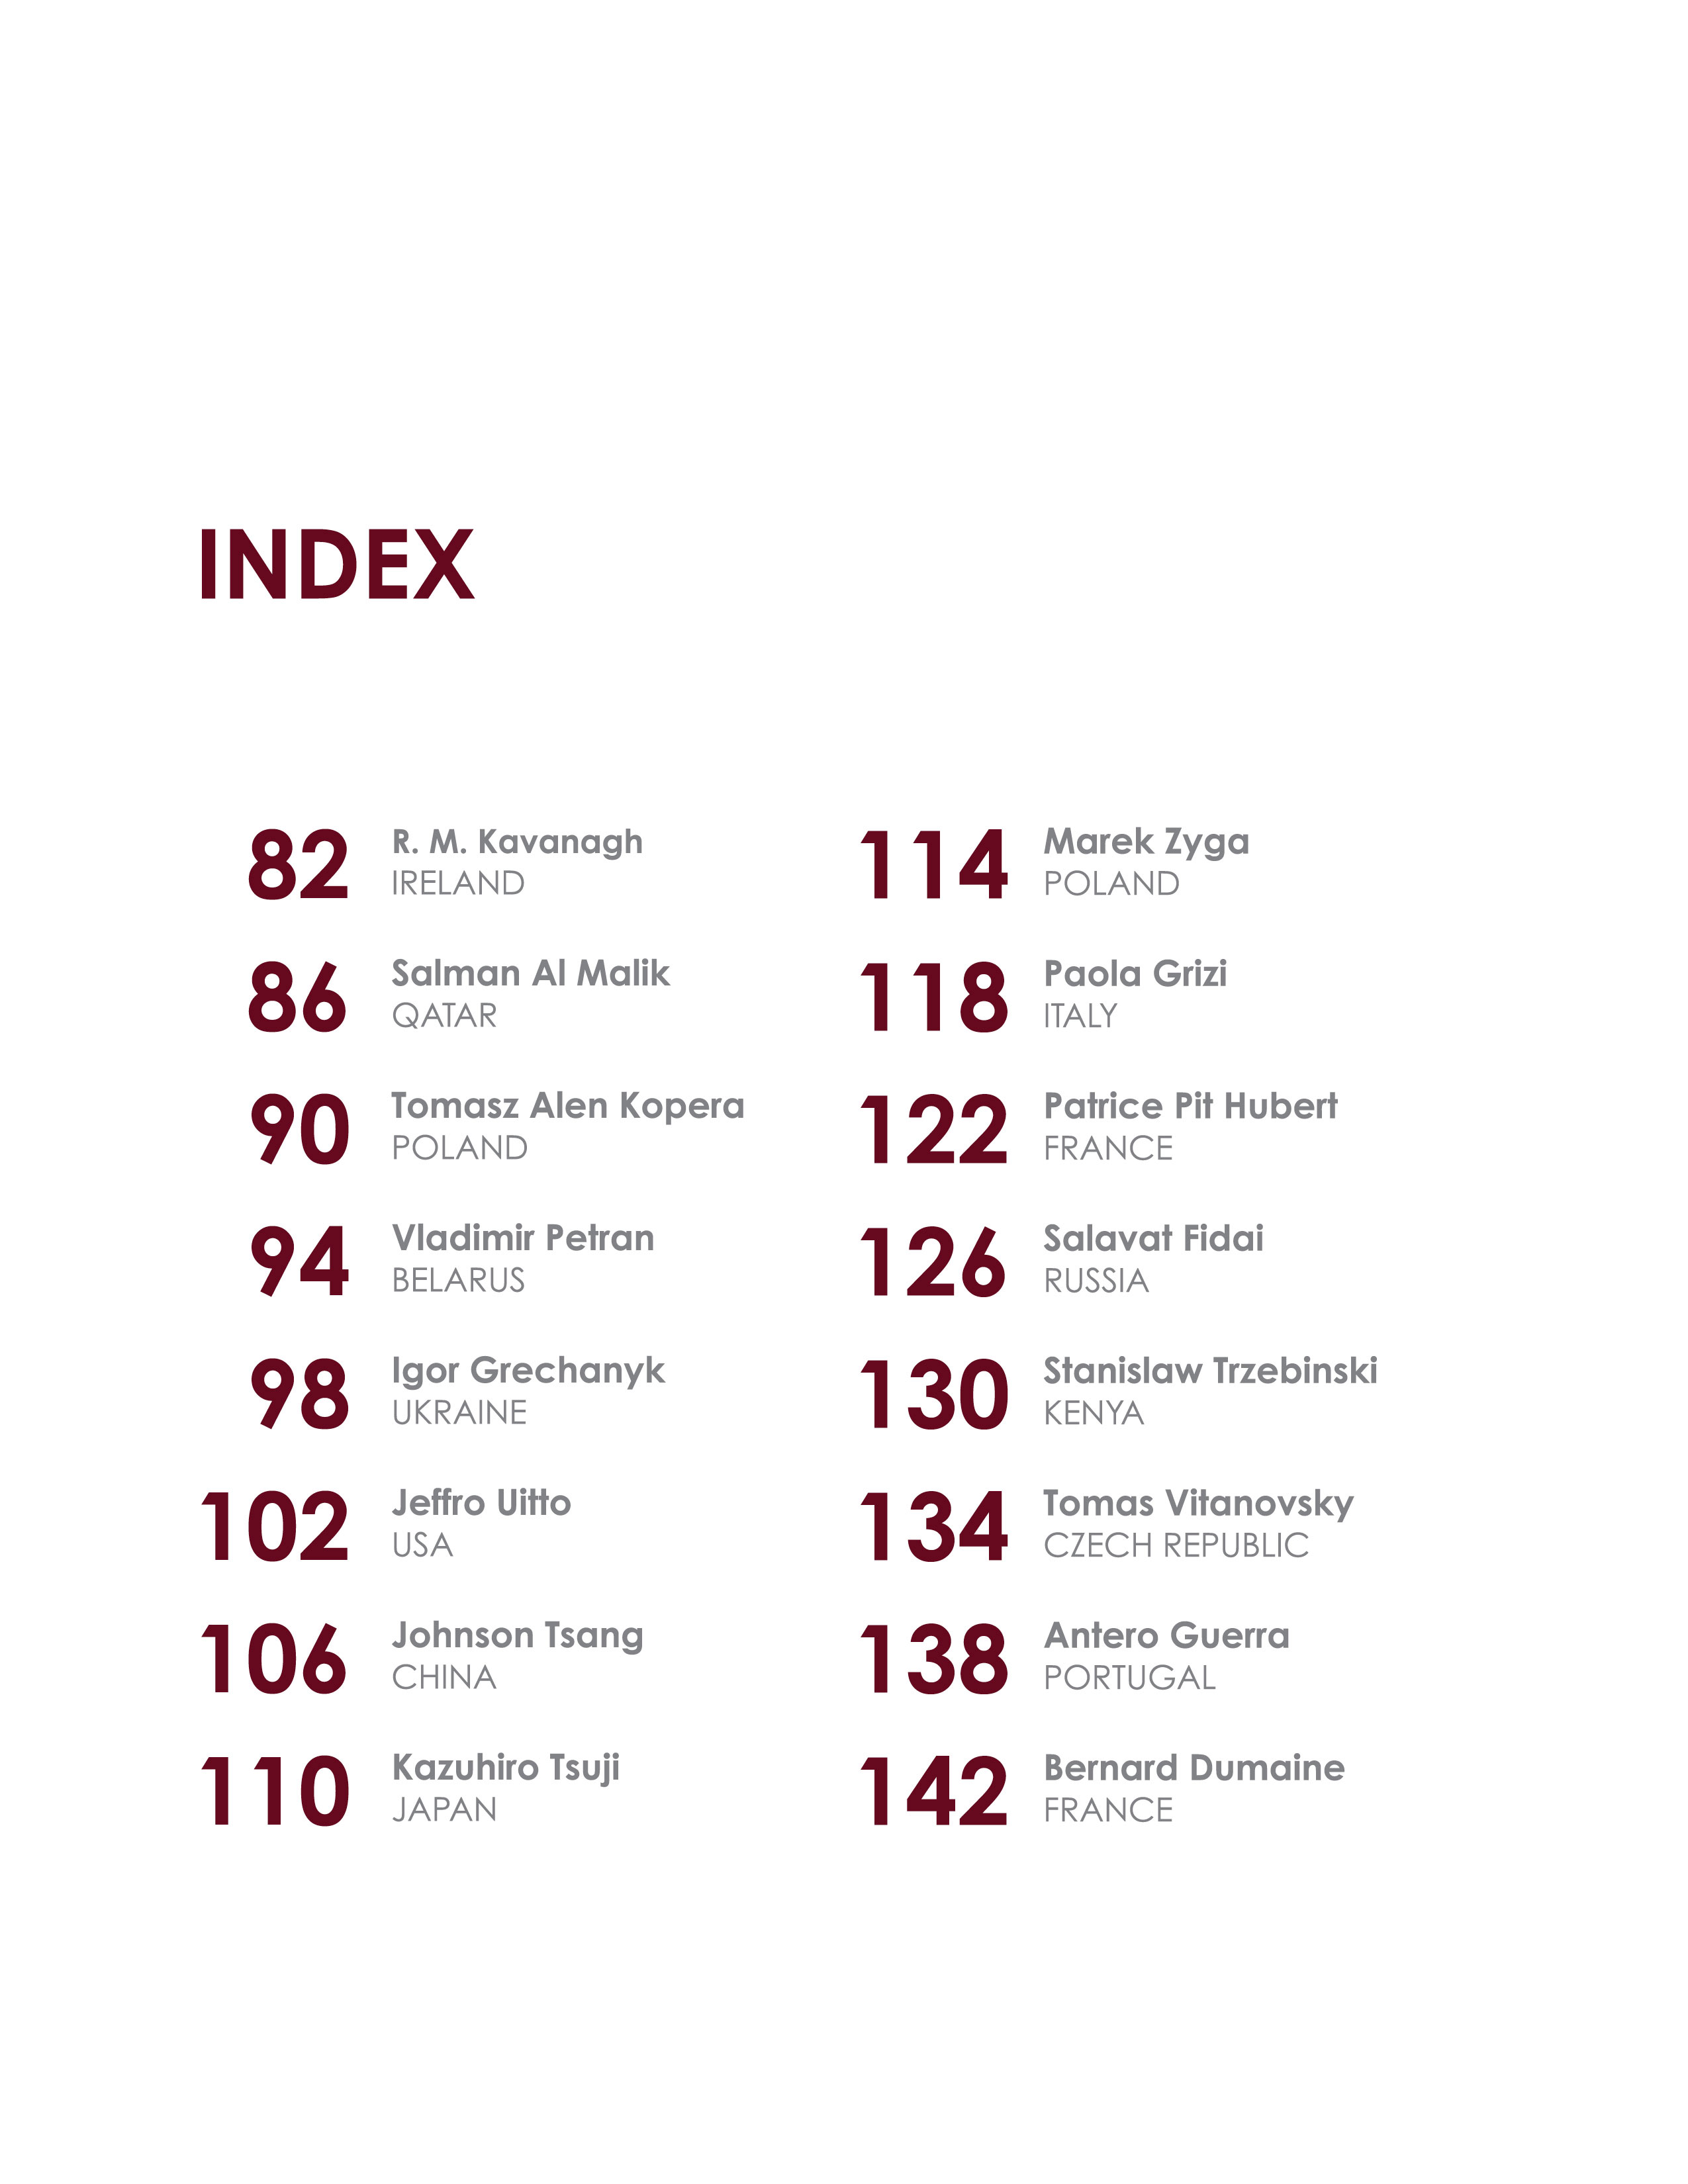 INDEX
82
R. M. Kavanagh
IRELAND
86
Salman Al Malik
QATAR
90
Tomasz Alen Kopera
POLAND
94
Vladimir Petran
BELARUS
98
Igor Grechanyk
UKRAINE
102
Jeffro Uitto
USA
106
Johnson Tsang
CHINA
110
Kazuhiro Tsuji
JAPAN
114
Marek Zyga
POLAND
118
Paola Grizi
ITALY
122
Patrice Pit Hubert
FRANCE
126
Salavat Fidai
RUSSIA
130
Stanislaw Trzebinski
KENYA
134
Tomas Vitanovsky
CZECH REPUBLIC
138
Antero Guerra
PORTUGAL
142
Bernard Dumaine
FRANCE